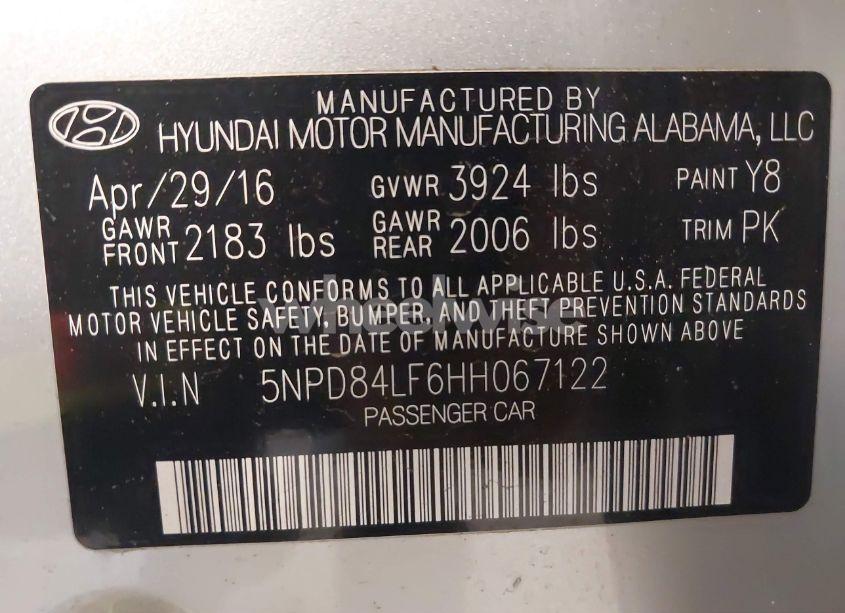 MANUFACTURED BY
HYUNDAI MOTOR MANUFACTURING ALABAMA, LLC
Apr/29/16 GVWR 3924 lbs PAINT Y8
GAWR FRONT 2183 lbs GAWR REAR 2006 lbs TRIM PK
THIS VEHICLE CONFORMS TO ALL APPLICABLE U.S.A. FEDERAL
MOTOR VEHICLE SAFETY, BUMPER, AND THEFT PREVENTION STANDARDS
IN EFFECT ON THE DATE OF MANUFACTURE SHOWN ABOVE
V.I.N 5NPD84LF6HH067122
PASSENGER CAR
wheelwise